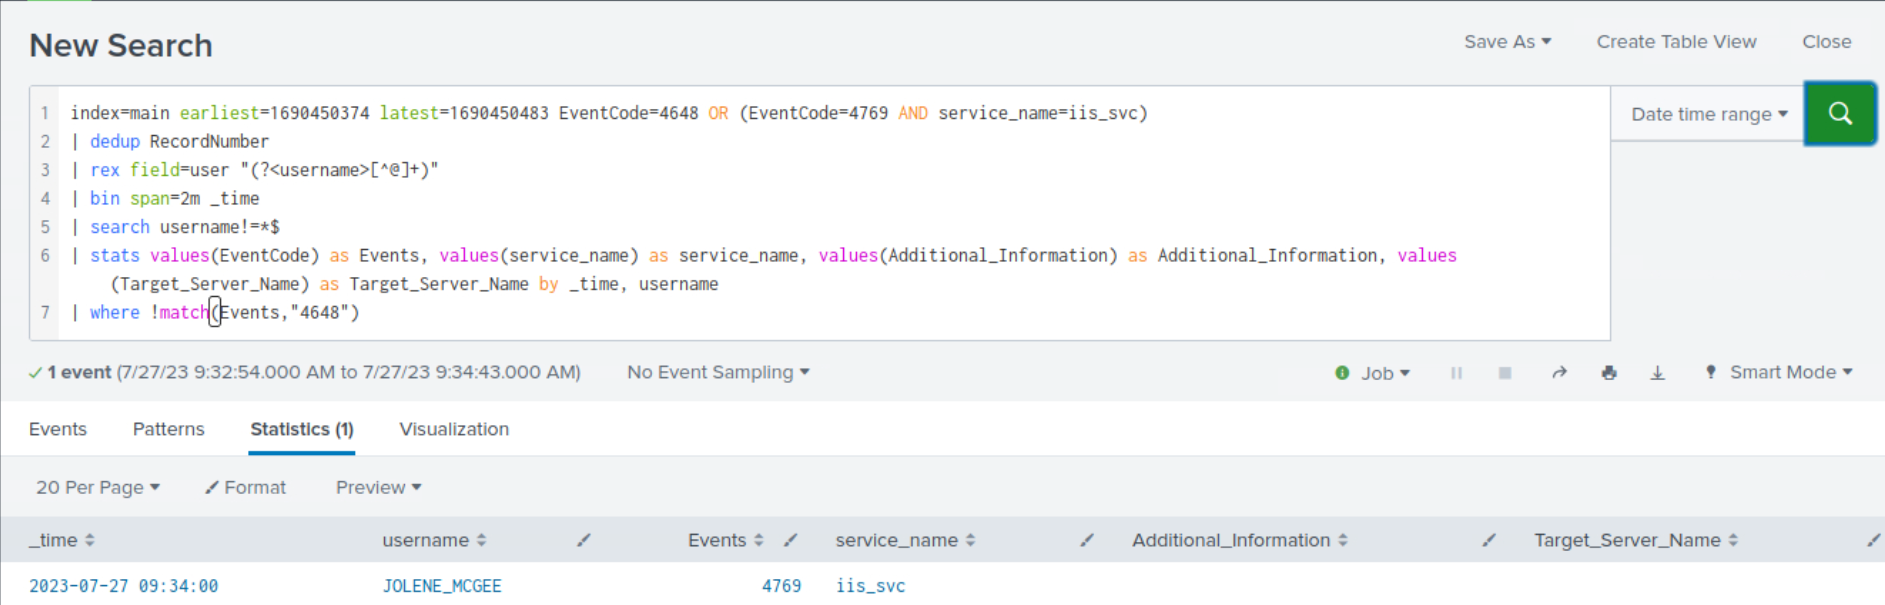 New Search
Save As Create Table View Close
1 index=main earliest=1690450374 latest=1690450483 EventCode=4648 OR (EventCode=4769 AND service_name=iis_svc)
Date time range
2 | dedup RecordNumber
3 | rex field=user "(?<username>[^@]+)"
4 | bin span=2m _time
5 | search username!=*$
6 | stats values(EventCode) as Events, values(service_name) as service_name, values(Additional_Information) as Additional_Information, values
(Target_Server_Name) as Target_Server_Name by _time, username
7 | where !match(Events,"4648")
✓ 1 event (7/27/23 9:32:54.000 AM to 7/27/23 9:34:43.000 AM) No Event Sampling Job Smart Mode
Events Patterns Statistics (1) Visualization
20 Per Page Format Preview
_time username Events service_name Additional_Information Target_Server_Name
2023-07-27 09:34:00 JOLENE_MCGEE 4769 iis_svc